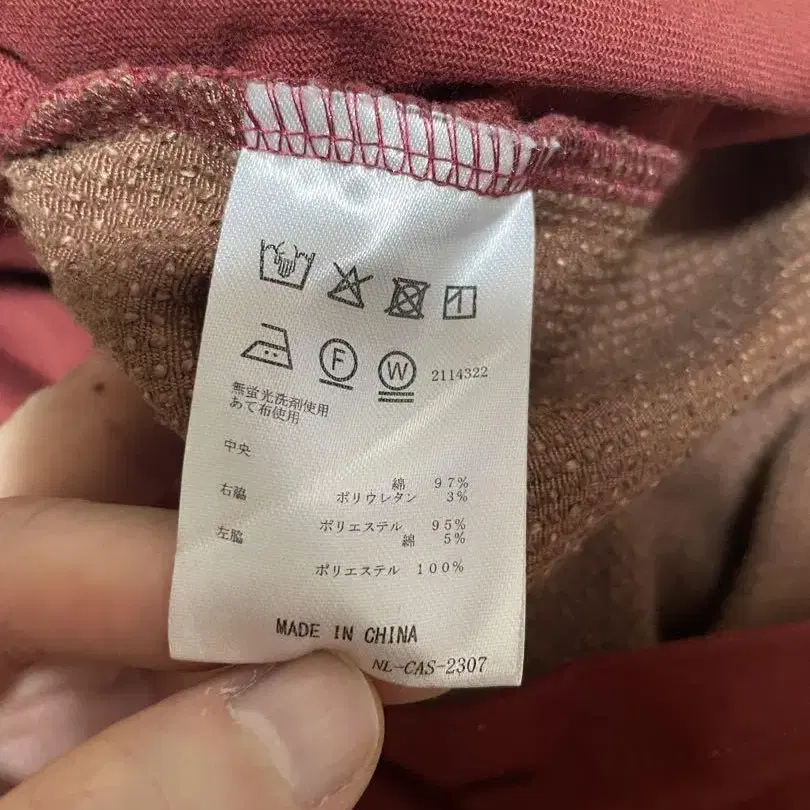 F
W
2114322
無蛍光洗剤使用
あて布使用
中央
綿 97%
右脇
ポリウレタン 3%
ポリエステル 95%
左脇
綿 5%
ポリエステル 100%
MADE IN CHINA
NL-CAS-2307